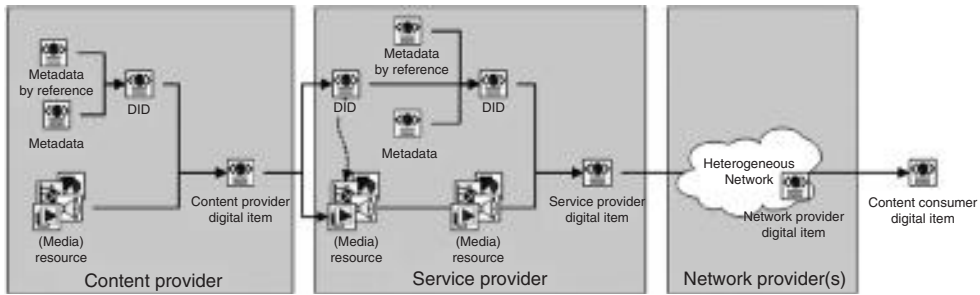 Metadata
by reference
DID
Metadata
(Media)
resource
Content provider
digital item
Content provider
Metadata
by reference
DID
DID
Metadata
(Media)
resource
(Media)
resource
Service provider
digital item
Service provider
Heterogeneous
Network
Network provider
digital item
Network provider(s)
Content consumer
digital item